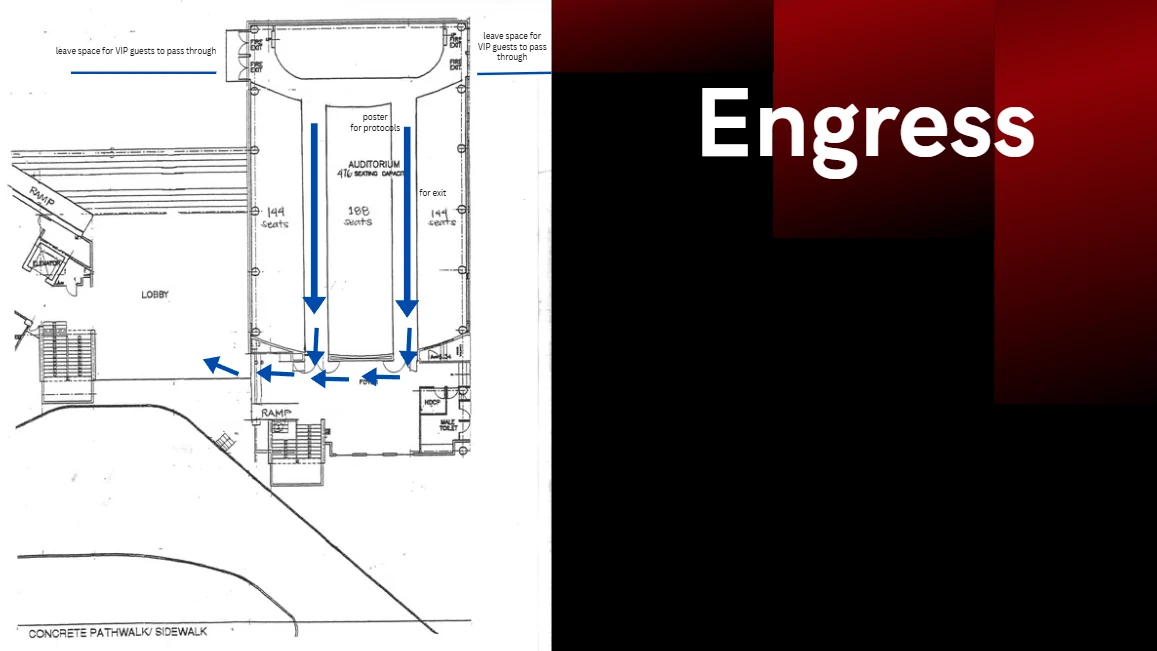 leave space for VIP guests to pass through
leave space for
VIP guests to pass
through
Engress
FIRE
EXIT
FIRE
EXIT
UP
FIRE
EXIT
FIRE
EXIT
poster
for protocols
AUDITORIUM
476 SEATING CAPACIT
for exit
144
seats
188
seats
144
seats
RAMP
ELEVATOR
LOBBY
RAMP
HDCP
MALE
TOILET
CONCRETE PATHWALK/ SIDEWALK